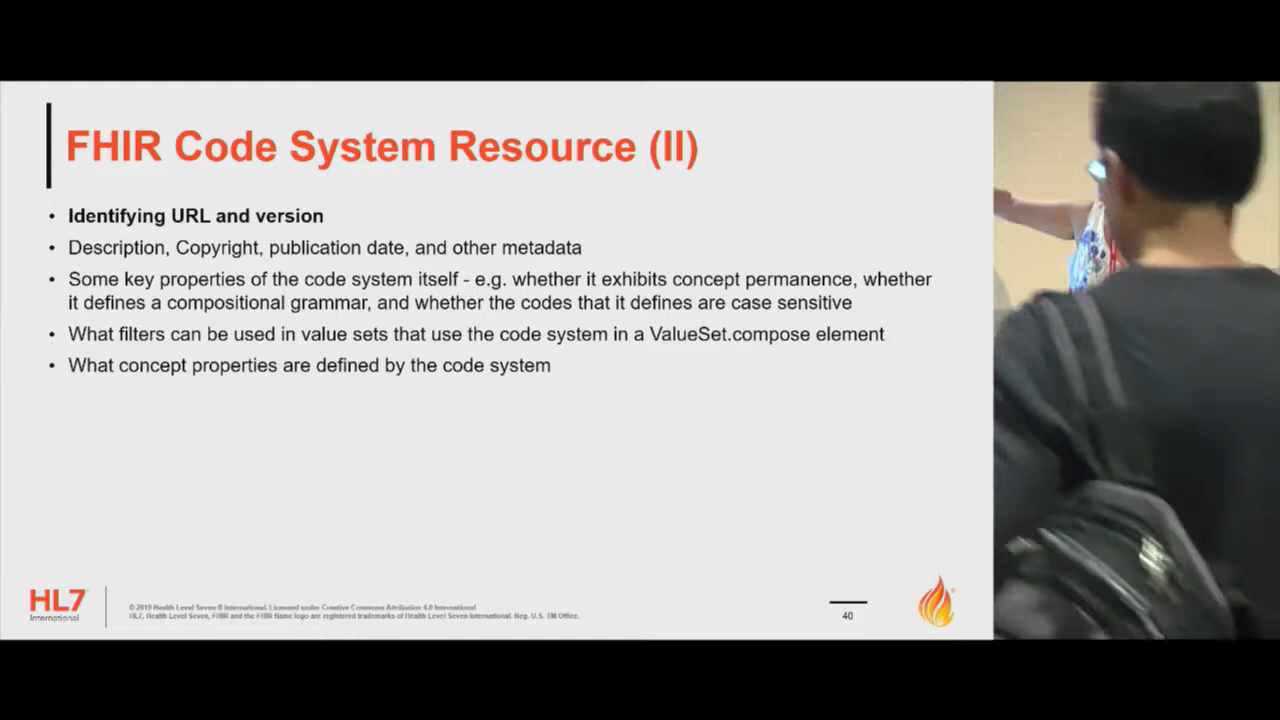 FHIR Code System Resource (II)
• Identifying URL and version
• Description, Copyright, publication date, and other metadata
• Some key properties of the code system itself - e.g. whether it exhibits concept permanence, whether
it defines a compositional grammar, and whether the codes that it defines are case sensitive
• What filters can be used in value sets that use the code system in a ValueSet.compose element
• What concept properties are defined by the code system
HL7
International
© 2019 Health Level Seven ® International. Licensed under Creative Commons Attribution 4.0 International
HL7, Health Level Seven, FHIR and the FHIR flame logo are registered trademarks of Health Level Seven International. Reg. U.S. TM Office.
40